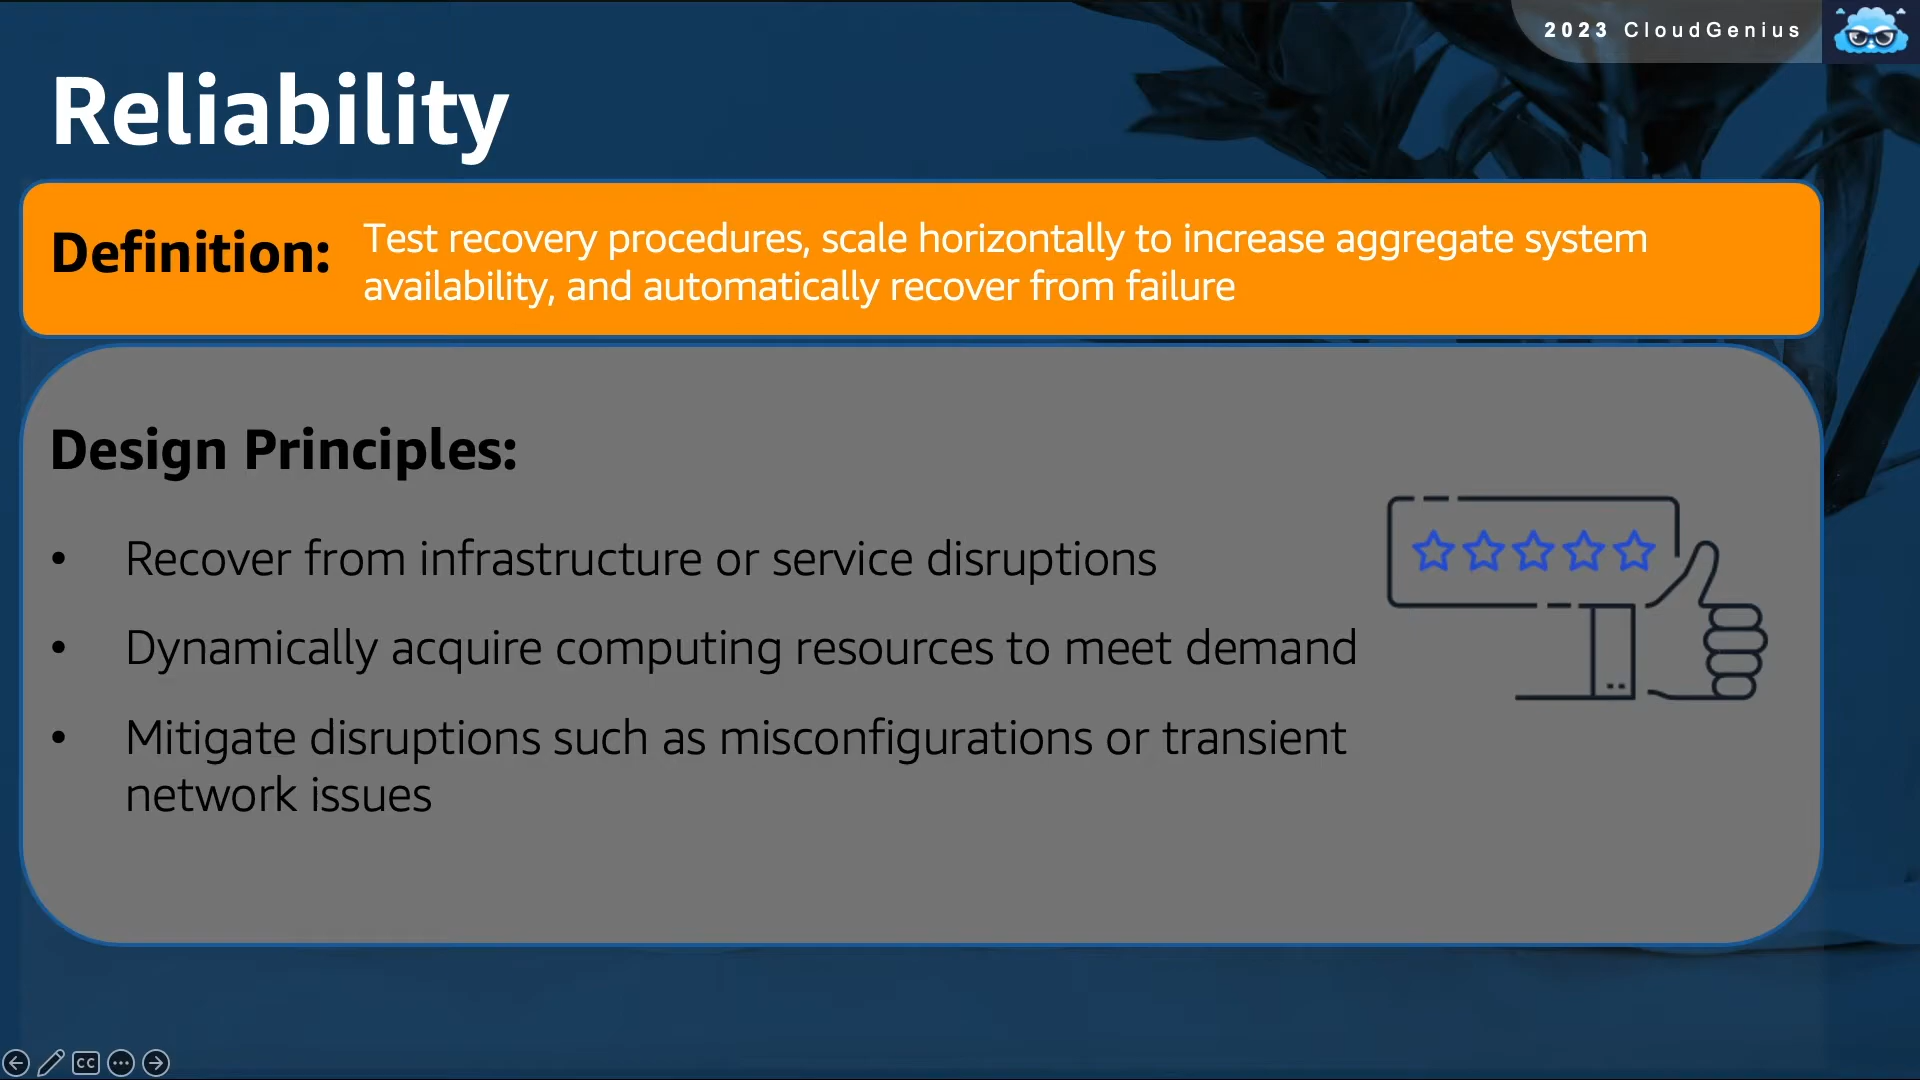 2023 CloudGenius
Reliability
Definition: Test recovery procedures, scale horizontally to increase aggregate system
availability, and automatically recover from failure
Design Principles:
• Recover from infrastructure or service disruptions
• Dynamically acquire computing resources to meet demand
• Mitigate disruptions such as misconfigurations or transient
network issues
CC